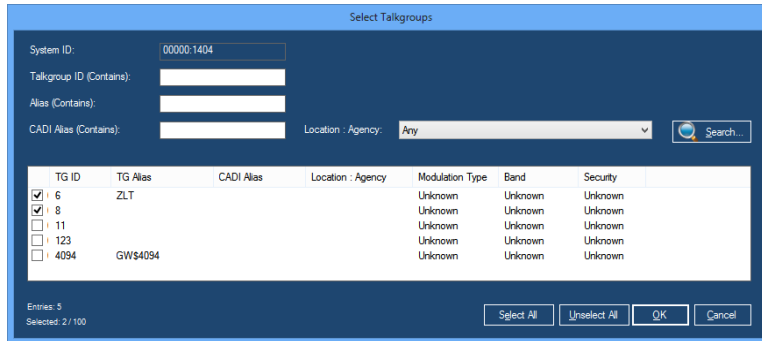 Select Talkgroups
System ID: 00000:1404
Talkgroup ID (Contains):
Alias (Contains):
CADI Alias (Contains): Location : Agency: Any Search...
TG ID TG Alias CADI Alias Location : Agency Modulation Type Band Security
6 ZLT Unknown Unknown Unknown
8 Unknown Unknown Unknown
11 Unknown Unknown Unknown
123 Unknown Unknown Unknown
4094 GW$4094 Unknown Unknown Unknown
Entries: 5
Selected: 2 / 100
Select All Unselect All OK Cancel